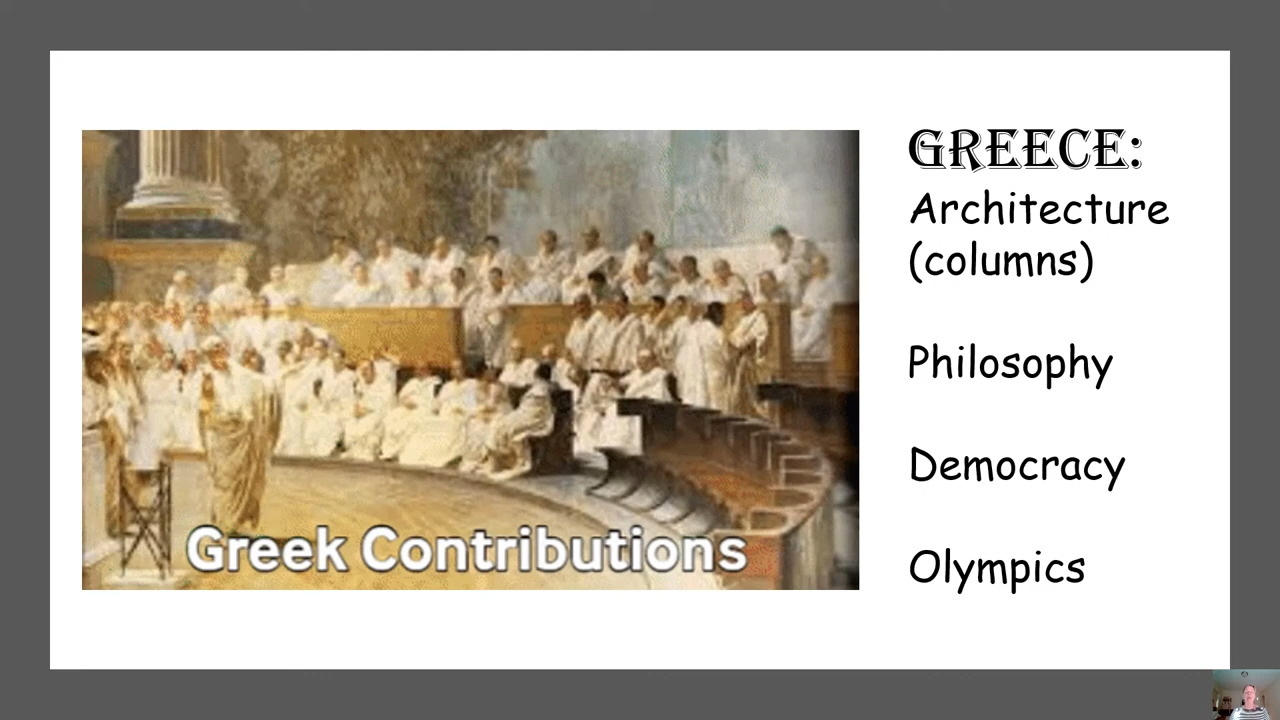 Greek Contributions
GREECE:
Architecture
(columns)
Philosophy
Democracy
Olympics